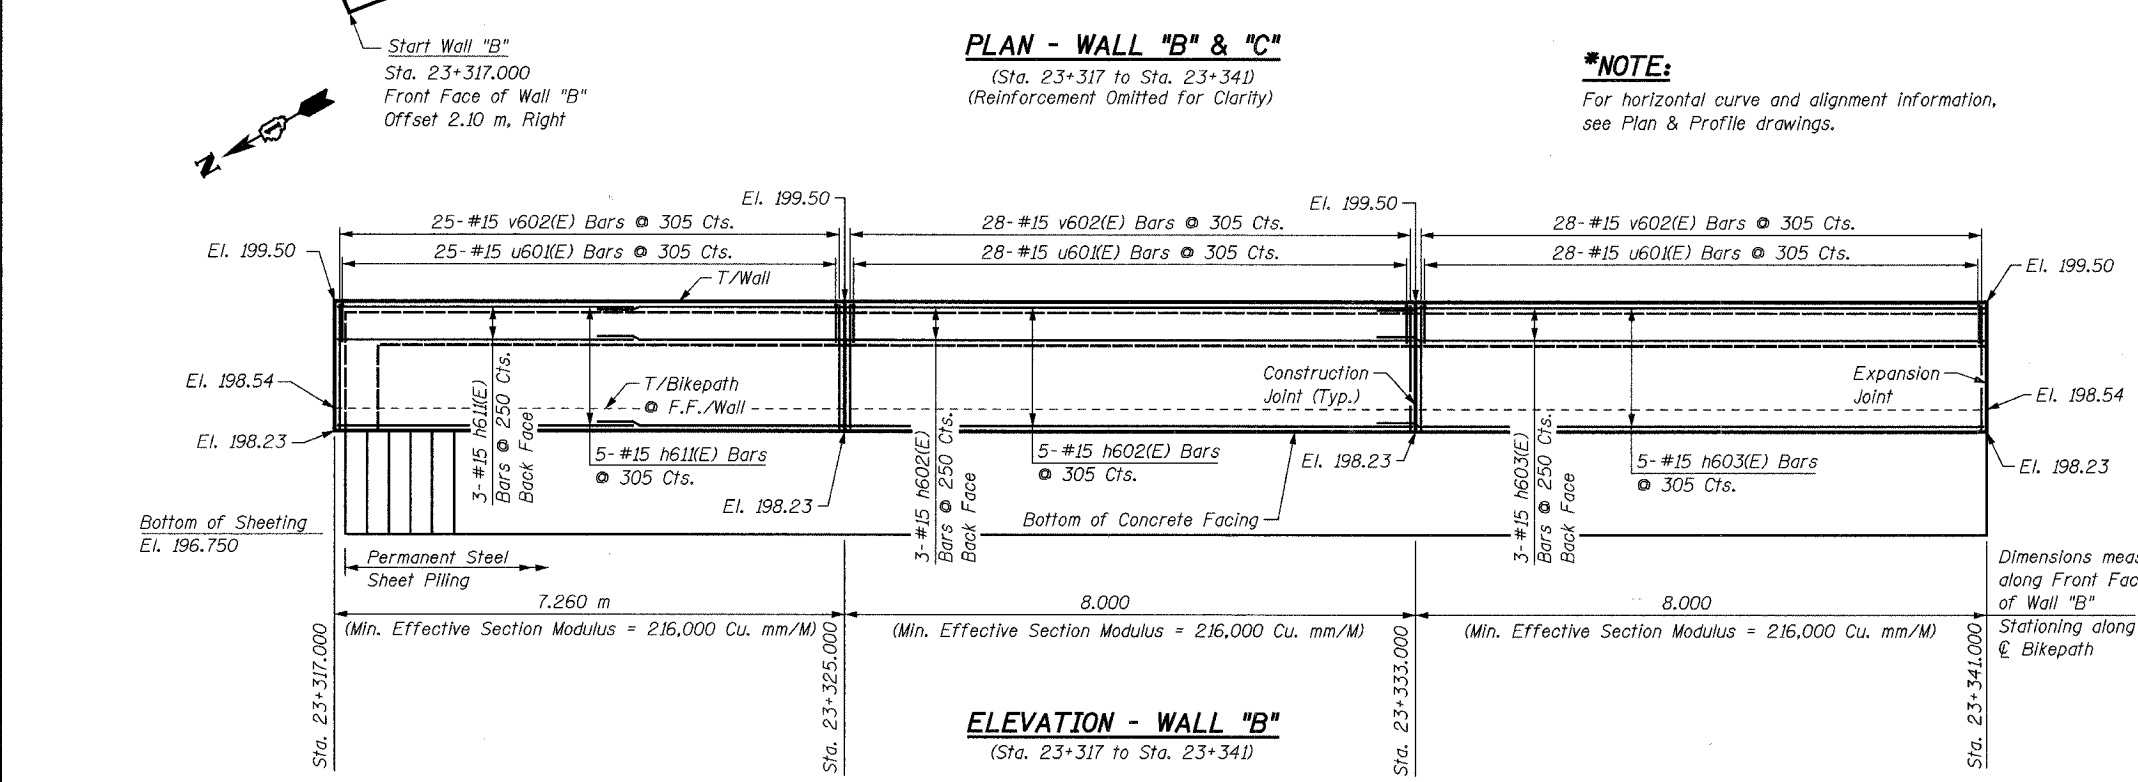 Start Wall "B"
Sta. 23+317.000
Front Face of Wall "B"
Offset 2.10 m, Right
N
PLAN - WALL "B" & "C"
(Sta. 23+317 to Sta. 23+341)
(Reinforcement Omitted for Clarity)
*NOTE:
For horizontal curve and alignment information,
see Plan & Profile drawings.
El. 199.50
El. 199.50
25-#15 v602(E) Bars @ 305 Cts.
28-#15 v602(E) Bars @ 305 Cts.
28-#15 v602(E) Bars @ 305 Cts.
El. 199.50
25-#15 u601(E) Bars @ 305 Cts.
28-#15 u601(E) Bars @ 305 Cts.
28-#15 u601(E) Bars @ 305 Cts.
El. 199.50
T/Wall
El. 198.54
T/Bikepath
@ F.F./Wall
Construction
Joint (Typ.)
Expansion
Joint
El. 198.54
El. 198.23
3-#15 h611(E)
Bars @ 250 Cts.
Back Face
5-#15 h611(E) Bars
@ 305 Cts.
El. 198.23
3-#15 h602(E)
Bars @ 250 Cts.
Back Face
5-#15 h602(E) Bars
@ 305 Cts.
El. 198.23
3-#15 h603(E)
Bars @ 250 Cts.
Back Face
5-#15 h603(E) Bars
@ 305 Cts.
El. 198.23
Bottom of Sheeting
El. 196.750
Bottom of Concrete Facing
Permanent Steel
Sheet Piling
7.260 m
8.000
8.000
(Min. Effective Section Modulus = 216,000 Cu. mm/M)
(Min. Effective Section Modulus = 216,000 Cu. mm/M)
(Min. Effective Section Modulus = 216,000 Cu. mm/M)
Dimensions meas
along Front Fac
of Wall "B"
Stationing along
℄ Bikepath
Sta. 23+317.000
Sta. 23+325.000
Sta. 23+333.000
Sta. 23+341.000
ELEVATION - WALL "B"
(Sta. 23+317 to Sta. 23+341)